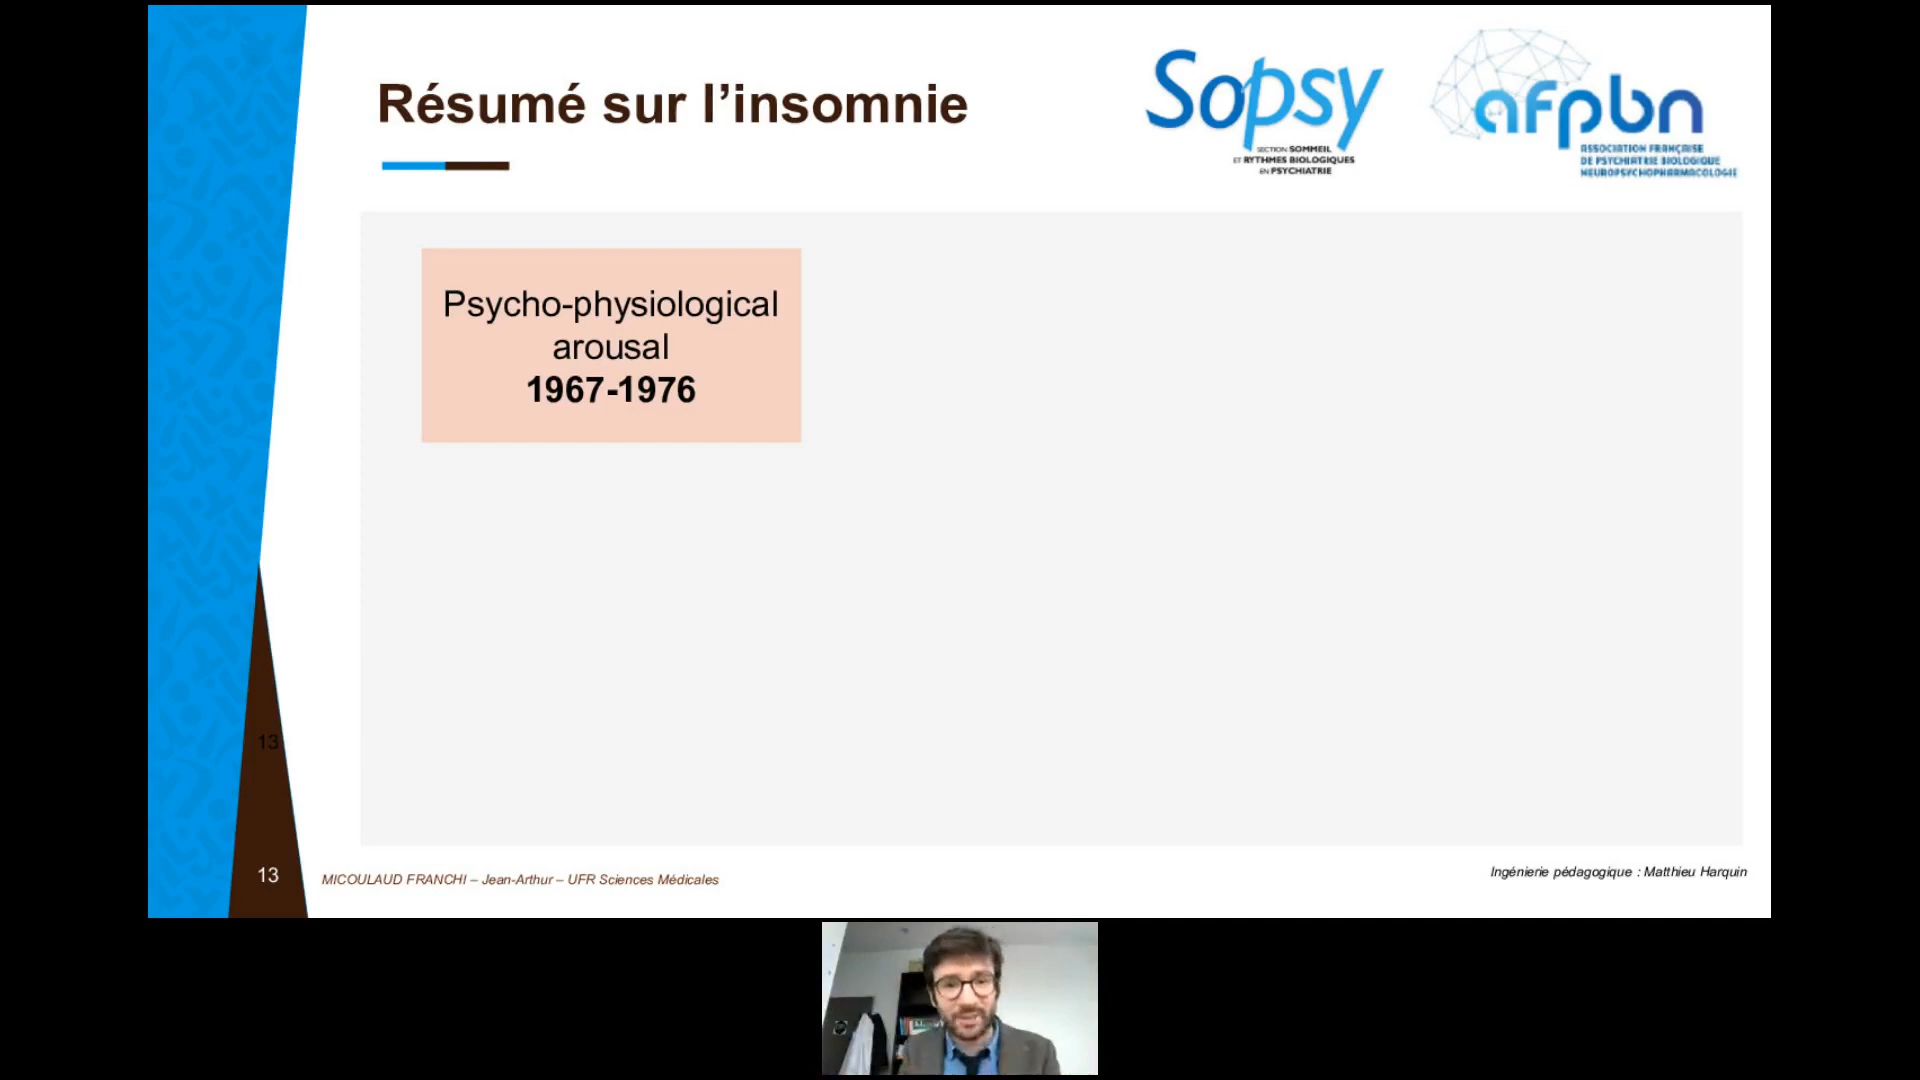 Résumé sur l’insomnie
Sopsy
SECTION SOMMEIL
ET RYTHMES BIOLOGIQUES
EN PSYCHIATRIE
afpbn
ASSOCIATION FRANÇAISE
DE PSYCHIATRIE BIOLOGIQUE
NEUROPSYCHOPHARMACOLOGIE
Psycho-physiological
arousal
1967-1976
13
13
MICOULAUD FRANCHI – Jean-Arthur – UFR Sciences Médicales
Ingénierie pédagogique : Matthieu Harquin